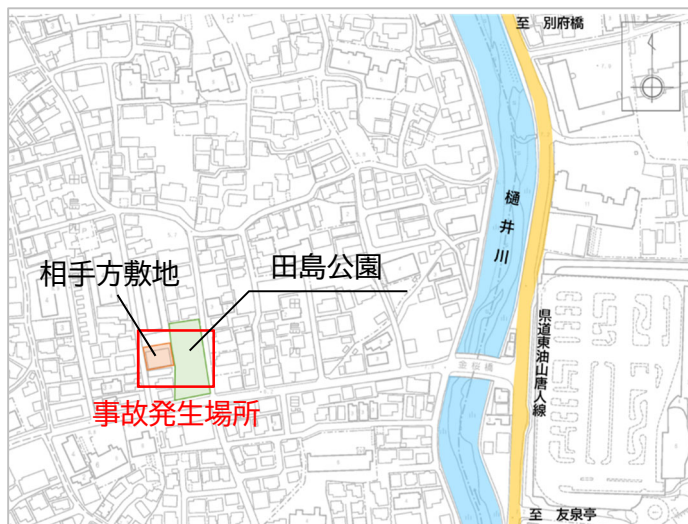 至 別府橋
樋井川
田島公園
相手方敷地
県道東油山唐人線
事故発生場所
至 友泉亭